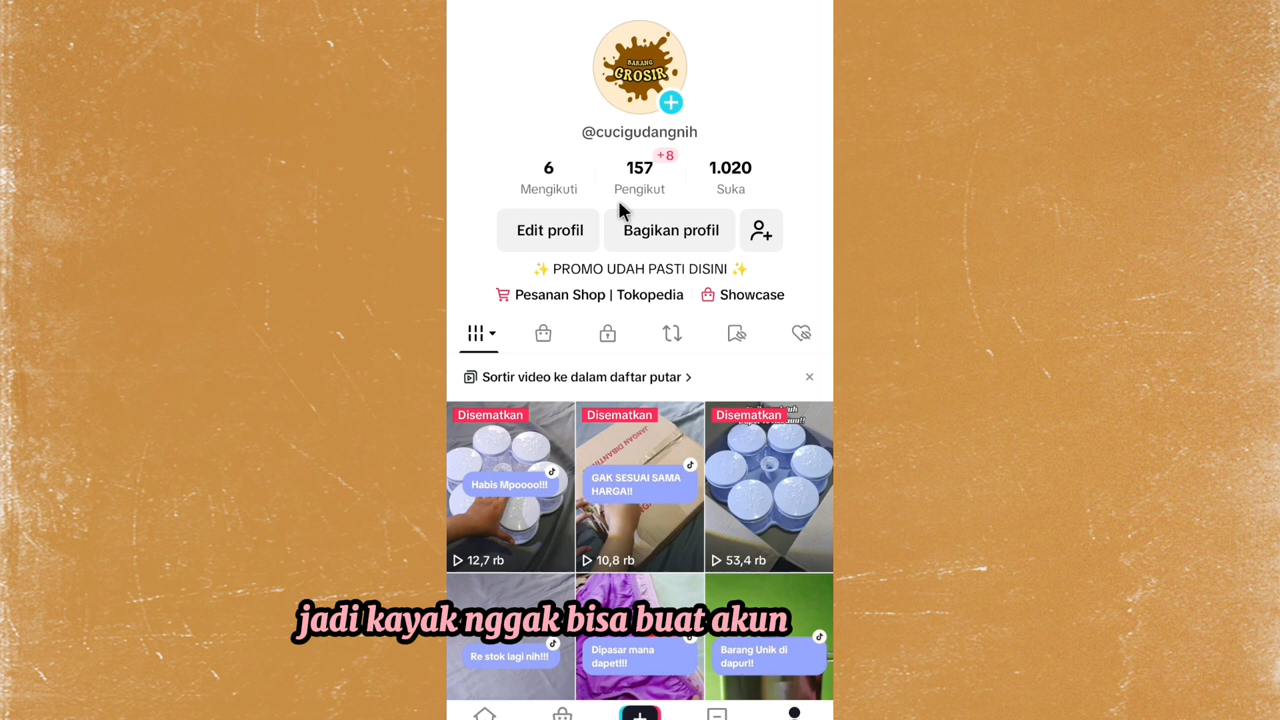 BARANG
GROSIR
@cucigudangnih
+8
6 157 1.020
Mengikuti Pengikut Suka
Edit profil Bagikan profil
✨ PROMO UDAH PASTI DISINI ✨
Pesanan Shop | Tokopedia Showcase
Sortir video ke dalam daftar putar >
Disematkan Disematkan Disematkan
JANGAN DIBANTING
Habis Mpoooo!!!
GAK SESUAI SAMA
HARGA!!
12,7 rb 10,8 rb 53,4 rb
jadi kayak nggak bisa buat akun
Re stok lagi nih!!!
Dipasar mana
dapet!!!
Barang Unik di
dapur!!